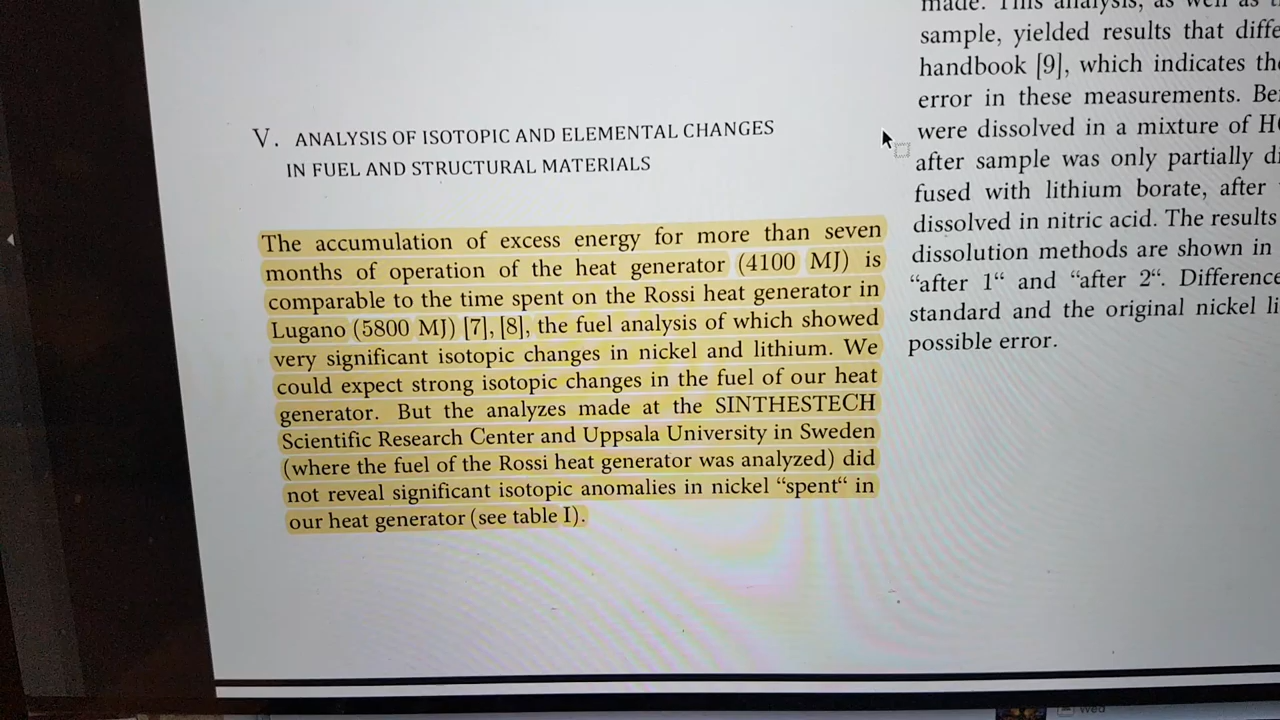 V. ANALYSIS OF ISOTOPIC AND ELEMENTAL CHANGES
IN FUEL AND STRUCTURAL MATERIALS
The accumulation of excess energy for more than seven
months of operation of the heat generator (4100 MJ) is
comparable to the time spent on the Rossi heat generator in
Lugano (5800 MJ) [7], [8], the fuel analysis of which showed
very significant isotopic changes in nickel and lithium. We
could expect strong isotopic changes in the fuel of our heat
generator. But the analyzes made at the SINTHESTECH
Scientific Research Center and Uppsala University in Sweden
(where the fuel of the Rossi heat generator was analyzed) did
not reveal significant isotopic anomalies in nickel “spent“ in
our heat generator (see table I).
made. This analysis, as well as
sample, yielded results that
handbook [9], which indicates
error in these measurements.
were dissolved in a mixture of
after sample was only partially
fused with lithium borate, after
dissolved in nitric acid. The results
dissolution methods are shown in
“after 1“ and “after 2“.
standard and the original nickel
possible error.
Wed